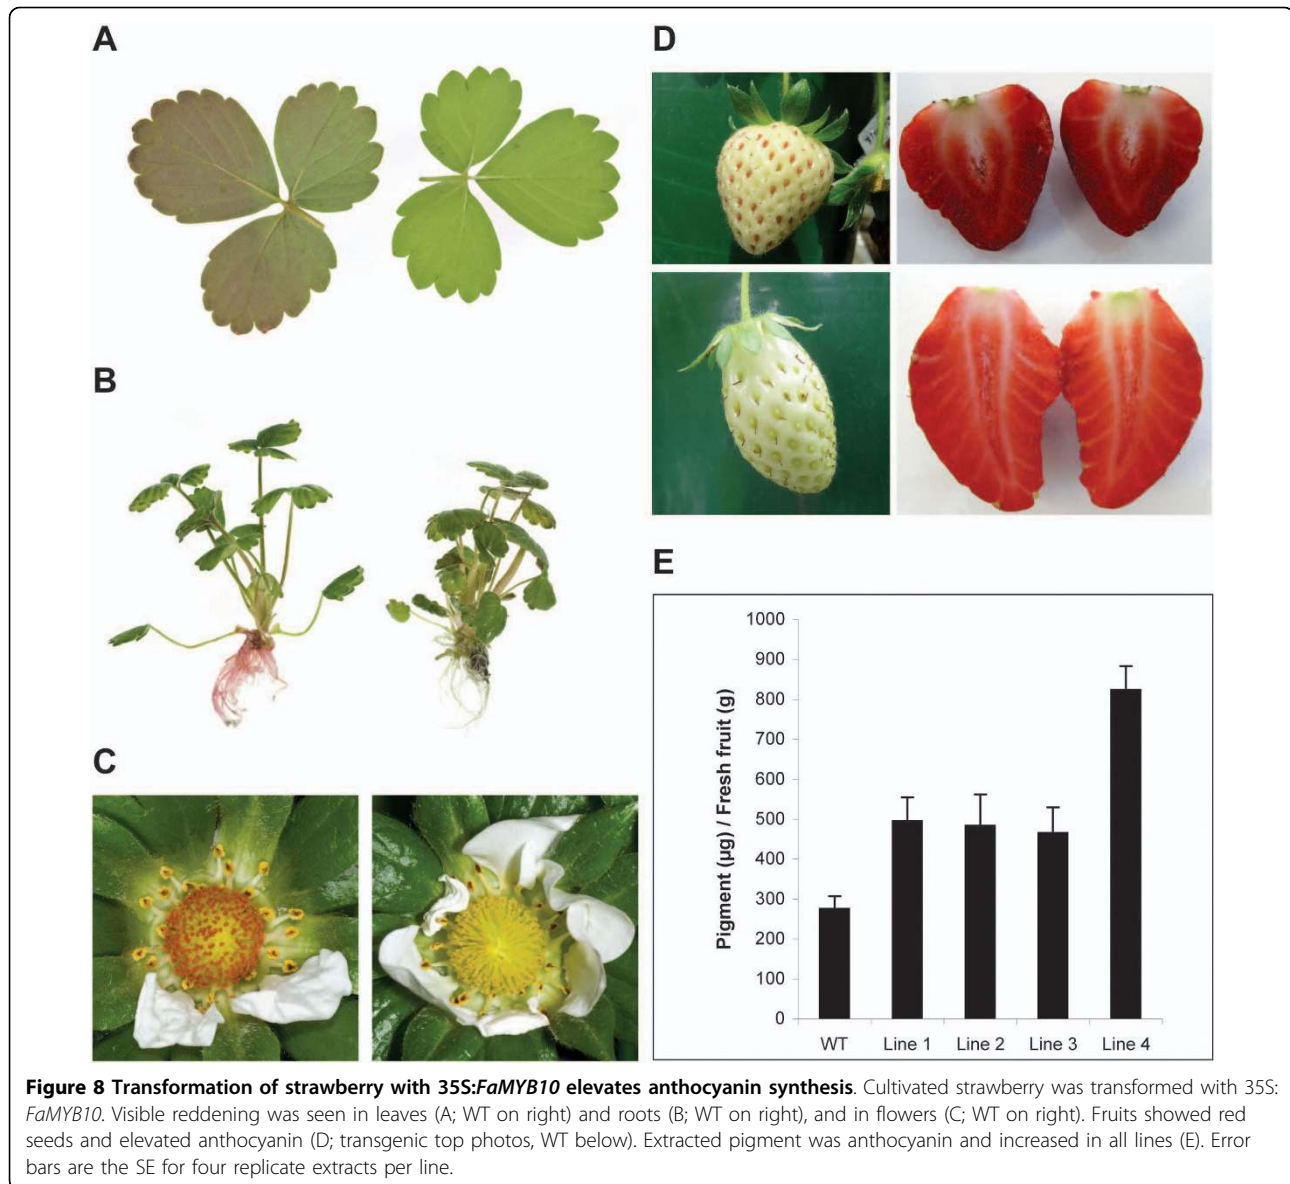 A
D
B
C
E
1000
900
800
700
600
500
400
300
200
100
0
Pigment (µg) / Fresh fruit (g)
WT Line 1 Line 2 Line 3 Line 4
Figure 8 Transformation of strawberry with 35S:FaMYB10 elevates anthocyanin synthesis. Cultivated strawberry was transformed with 35S:
FaMYB10. Visible reddening was seen in leaves (A; WT on right) and roots (B; WT on right), and in flowers (C; WT on right). Fruits showed red
seeds and elevated anthocyanin (D; transgenic top photos, WT below). Extracted pigment was anthocyanin and increased in all lines (E). Error
bars are the SE for four replicate extracts per line.